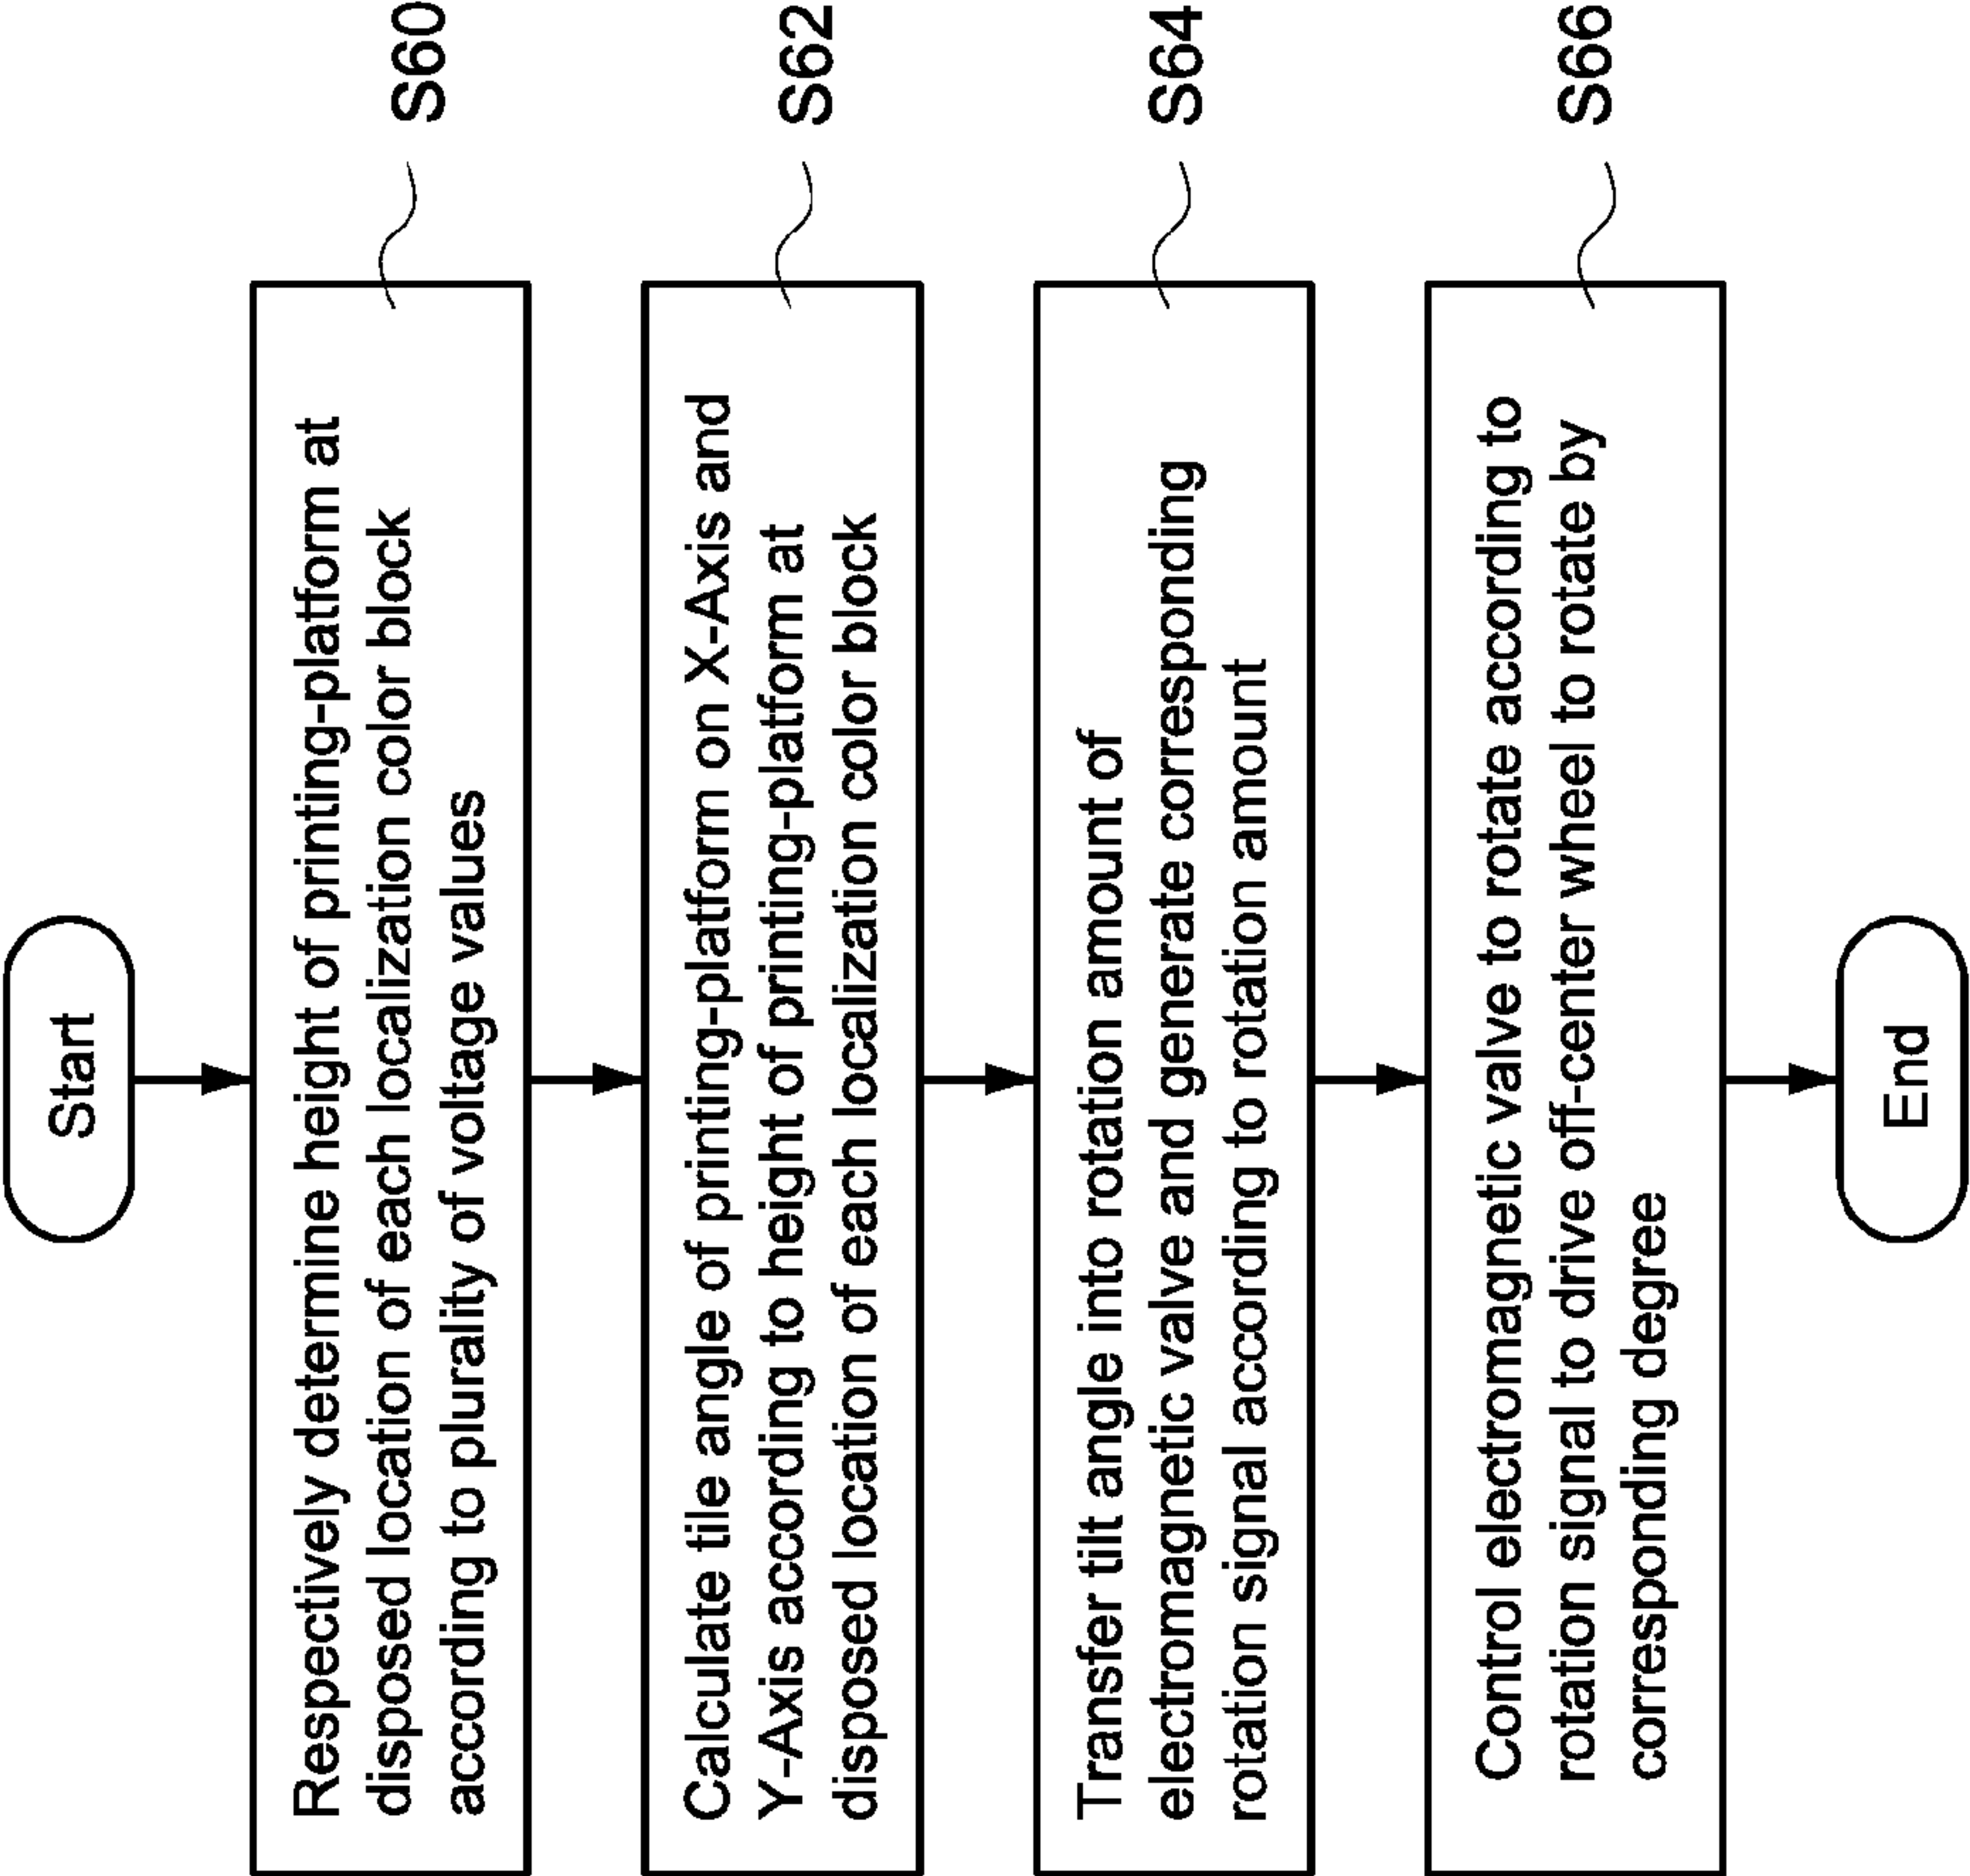 Start
Respectively determine height of printing-platform at
disposed location of each localization color block
according to plurality of voltage values
S60
Calculate tile angle of printing-platform on X-Axis and
Y-Axis according to height of printing-platform at
disposed location of each localization color block
S62
Transfer tilt angle into rotation amount of
electromagnetic valve and generate corresponding
rotation signal according to rotation amount
S64
Control electromagnetic valve to rotate according to
rotation signal to drive off-center wheel to rotate by
corresponding degree
S66
End